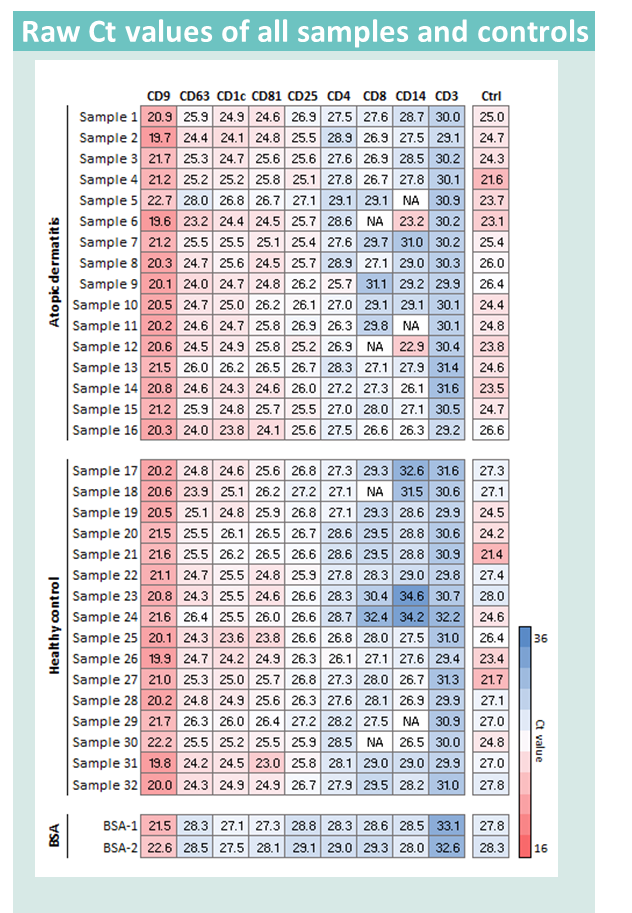 Raw Ct values of all samples and controls
CD9 CD63 CD1c CD81 CD25 CD4 CD8 CD14 CD3 Ctrl
Atopic dermatitis
Sample 1 20.9 25.9 24.9 24.6 26.9 27.5 27.6 28.7 30.0 25.0
Sample 2 19.7 24.4 24.1 24.8 25.5 28.9 26.9 27.5 29.1 24.7
Sample 3 21.7 25.3 24.7 25.6 25.6 27.6 26.9 28.5 30.2 24.3
Sample 4 21.2 25.2 25.2 25.8 25.1 27.8 26.7 27.8 30.1 21.6
Sample 5 22.7 28.0 26.8 26.7 27.1 29.1 29.1 NA 30.9 23.7
Sample 6 19.6 23.2 24.4 24.5 25.7 28.6 NA 23.2 30.2 23.1
Sample 7 21.2 25.5 25.5 25.1 25.4 27.6 29.7 31.0 30.2 25.4
Sample 8 20.3 24.7 25.6 24.5 25.7 28.9 27.1 29.0 30.3 26.0
Sample 9 20.1 24.0 24.7 24.8 26.2 25.7 31.1 29.2 29.9 26.4
Sample 10 20.5 24.7 25.0 26.2 26.1 27.0 29.1 29.1 30.1 24.4
Sample 11 20.2 24.6 24.7 25.8 26.9 26.3 29.8 NA 30.1 24.8
Sample 12 20.6 24.5 24.9 25.8 25.2 26.9 NA 22.9 30.4 23.8
Sample 13 21.5 26.0 26.2 26.5 26.7 28.3 27.1 27.9 31.4 24.6
Sample 14 20.8 24.6 24.3 24.6 26.0 27.2 27.3 26.1 31.6 23.5
Sample 15 21.2 25.9 24.8 25.7 25.5 27.0 28.0 27.1 30.5 24.7
Sample 16 20.3 24.0 23.8 24.1 25.6 27.5 26.6 26.3 29.2 26.6
Healthy control
Sample 17 20.2 24.8 24.6 25.6 26.8 27.3 29.3 32.6 31.6 27.3
Sample 18 20.6 23.9 25.1 26.2 27.2 27.1 NA 31.5 30.6 27.1
Sample 19 20.5 25.1 24.8 25.9 26.8 27.1 29.3 28.6 29.9 24.5
Sample 20 21.5 25.5 26.1 26.5 26.7 28.6 29.5 28.8 30.6 24.2
Sample 21 21.6 25.5 26.2 26.5 26.6 28.6 29.5 28.8 30.9 21.4
Sample 22 21.1 24.7 25.5 24.8 25.9 27.8 28.3 29.0 29.8 27.4
Sample 23 20.8 24.3 25.5 24.6 26.6 28.3 30.4 34.6 30.7 28.0
Sample 24 21.6 26.4 25.5 26.0 26.6 28.7 32.4 34.2 32.2 24.6
Sample 25 20.1 24.3 23.6 23.8 26.6 26.8 28.0 27.5 31.0 26.4
Sample 26 19.9 24.7 24.2 24.9 26.3 26.1 27.1 27.6 29.4 23.4
Sample 27 21.0 25.3 25.0 25.7 26.8 27.3 28.0 26.7 31.3 21.7
Sample 28 20.2 24.8 24.9 25.6 26.3 27.6 28.1 26.9 29.9 27.1
Sample 29 21.7 26.3 26.0 26.4 27.2 28.2 27.5 NA 30.9 27.0
Sample 30 22.2 25.5 25.2 25.5 25.9 28.5 NA 26.5 30.0 24.8
Sample 31 19.8 24.2 24.5 23.0 25.8 28.1 29.0 29.0 29.9 27.0
Sample 32 20.0 24.3 24.9 24.9 26.7 27.9 29.5 28.2 31.0 27.8
BSA
BSA-1 21.5 28.3 27.1 27.3 28.8 28.3 28.6 28.5 33.1 27.8
BSA-2 22.6 28.5 27.5 28.1 29.1 29.0 29.3 28.0 32.6 28.3
36
Ct value
16